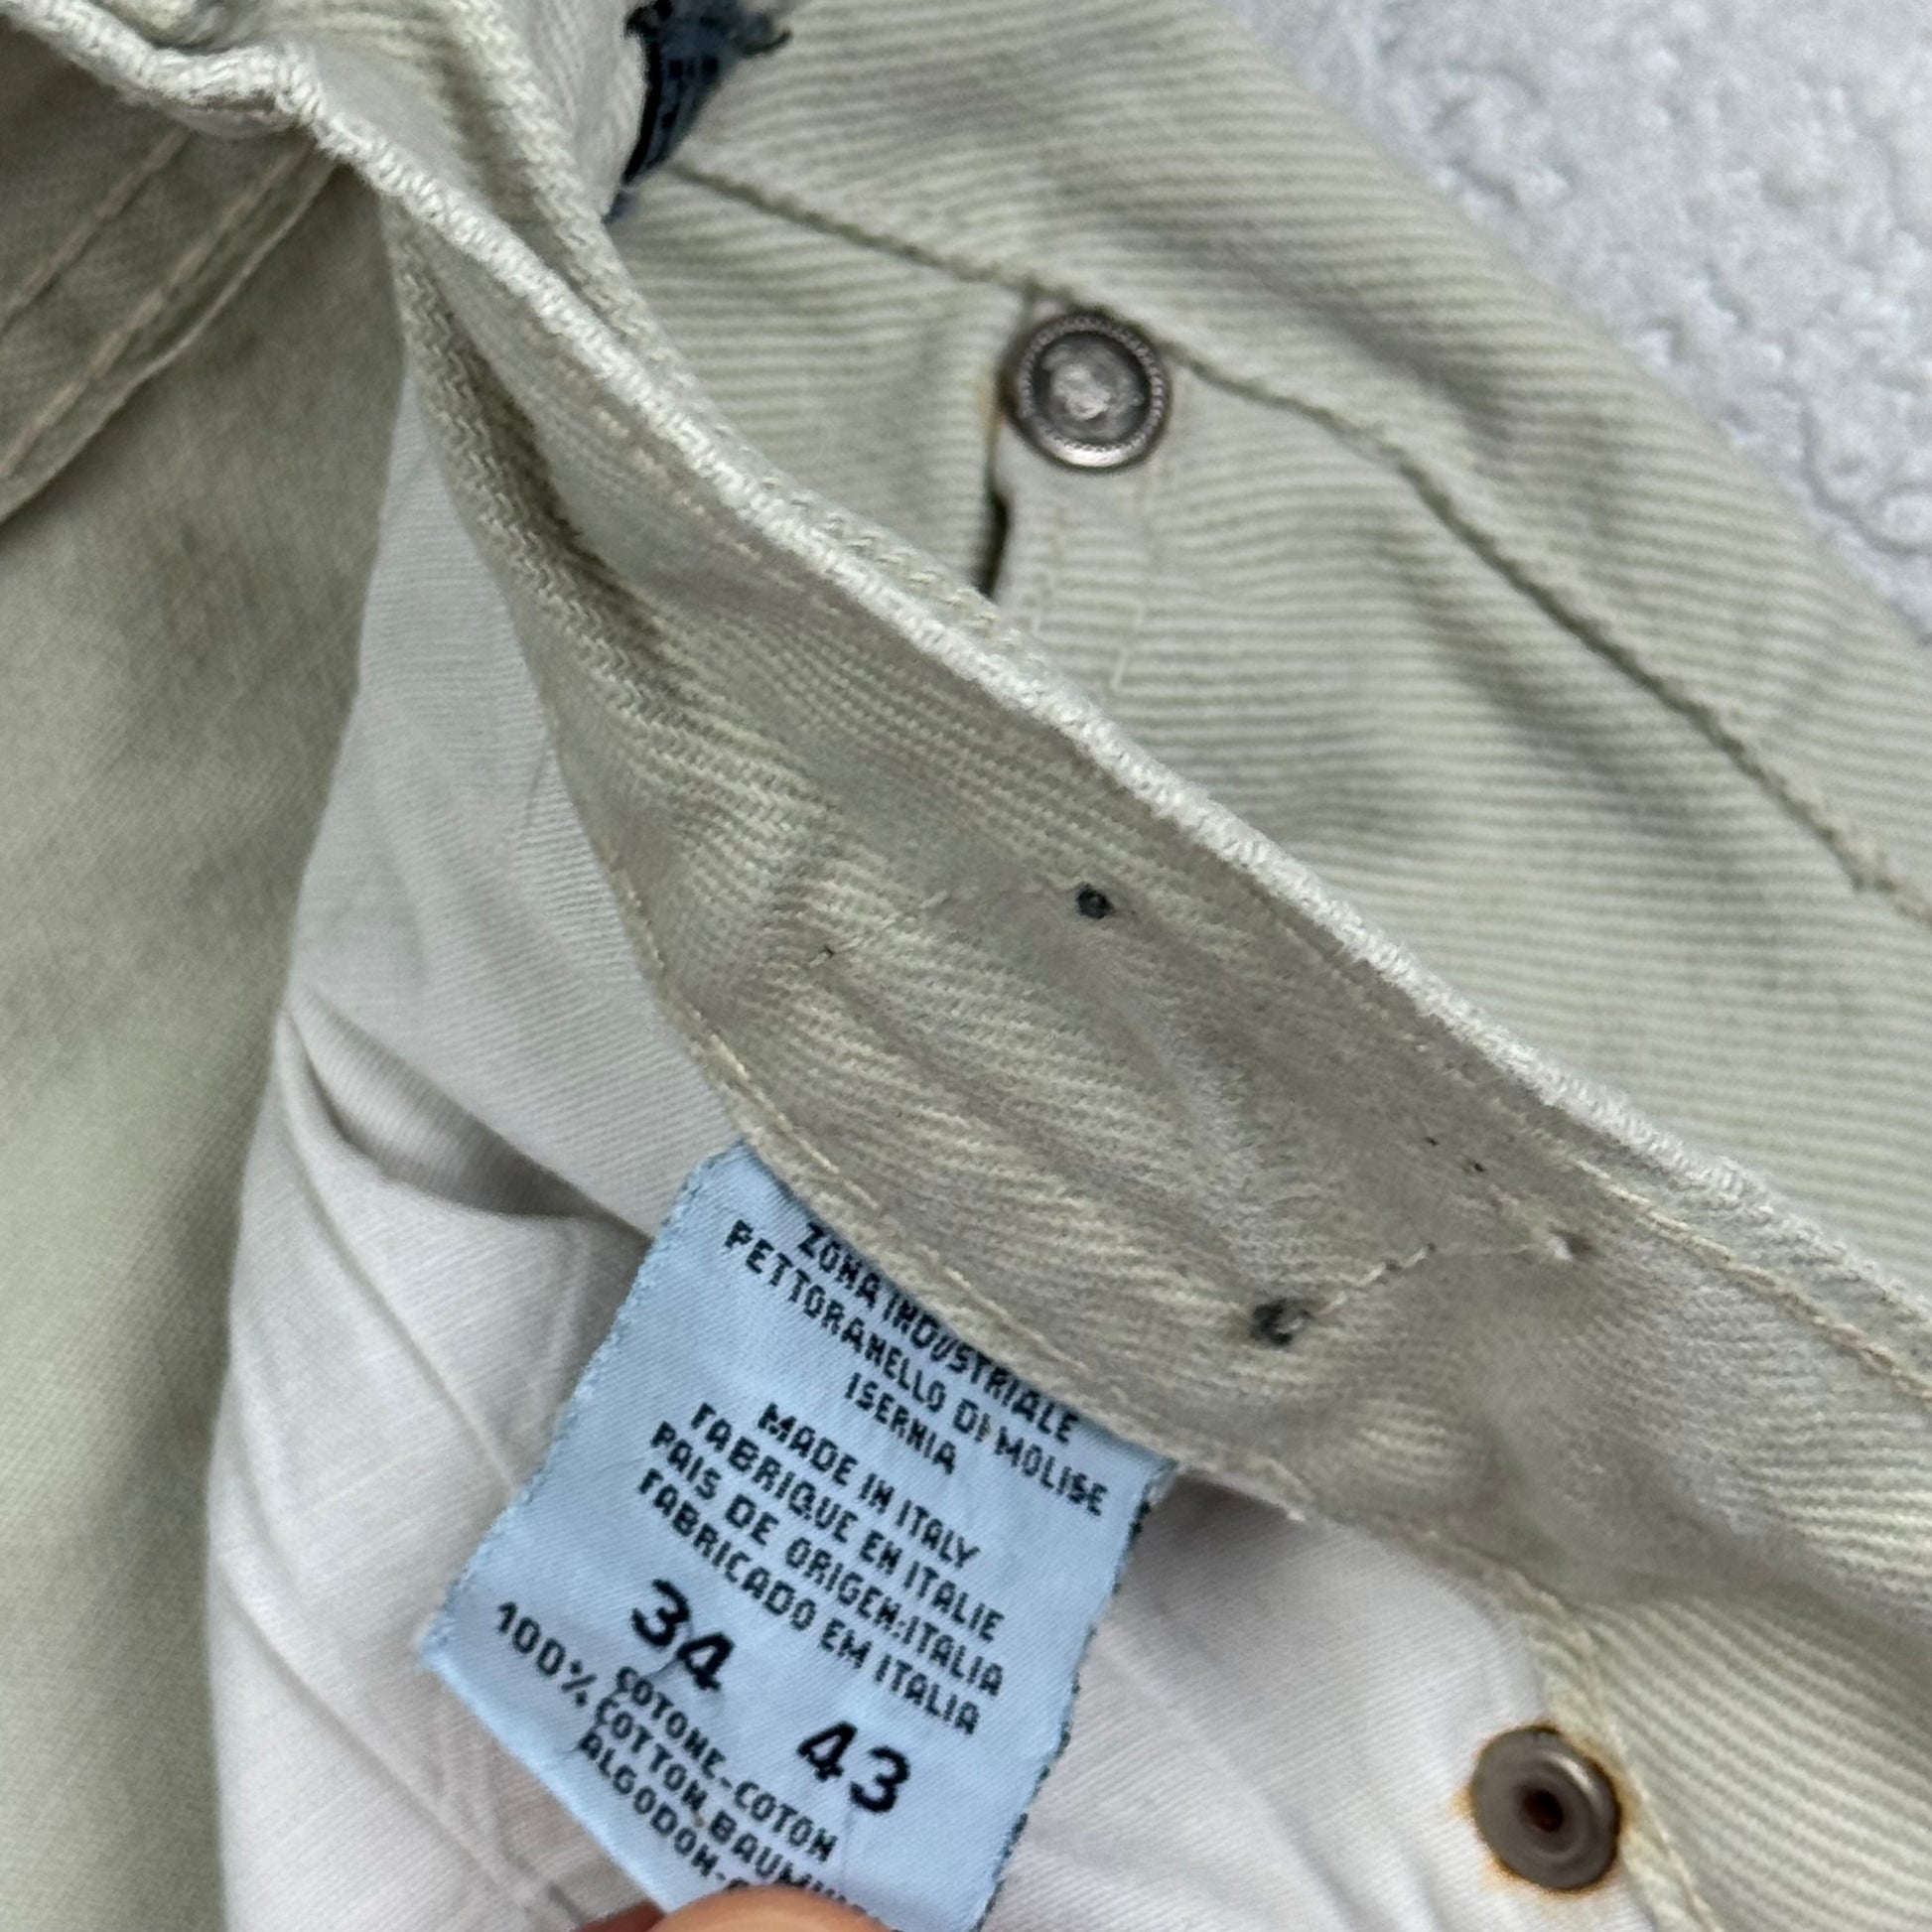 ZONA INDUSTRIALE
PETTORANELLO DI MOLISE
ISERNIA
MADE IN ITALY
FABRIQUE EN ITALIE
PAIS DE ORIGEN:ITALIA
FABRICADO EM ITALIA
34 43
100% COTONE-COTON
COTTON
ALGODON-